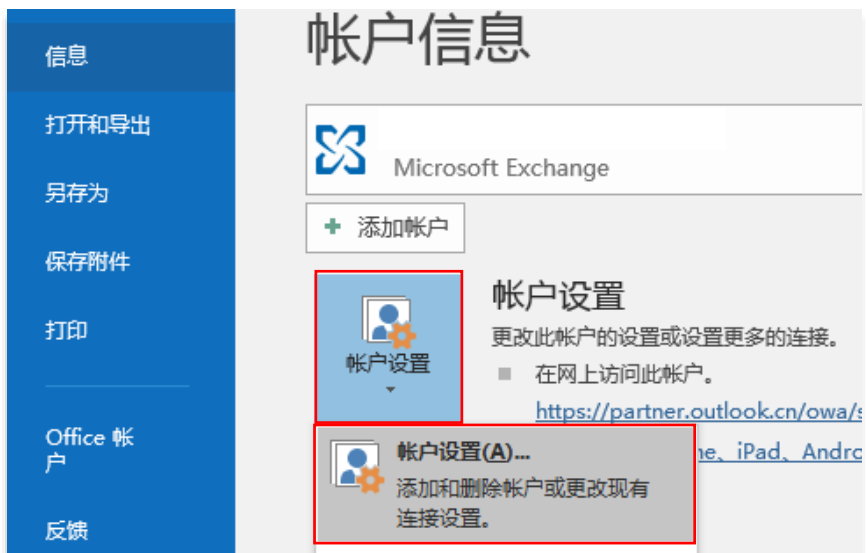 信息
打开和导出
另存为
保存附件
打印
Office 帐
户
反馈
帐户信息
Microsoft Exchange
添加帐户
帐户设置
帐户设置
更改此帐户的设置或设置更多的连接。
在网上访问此帐户。
https://partner.outlook.cn/owa/
帐户设置(A)...
添加和删除帐户或更改现有
连接设置。
iPad、Andro